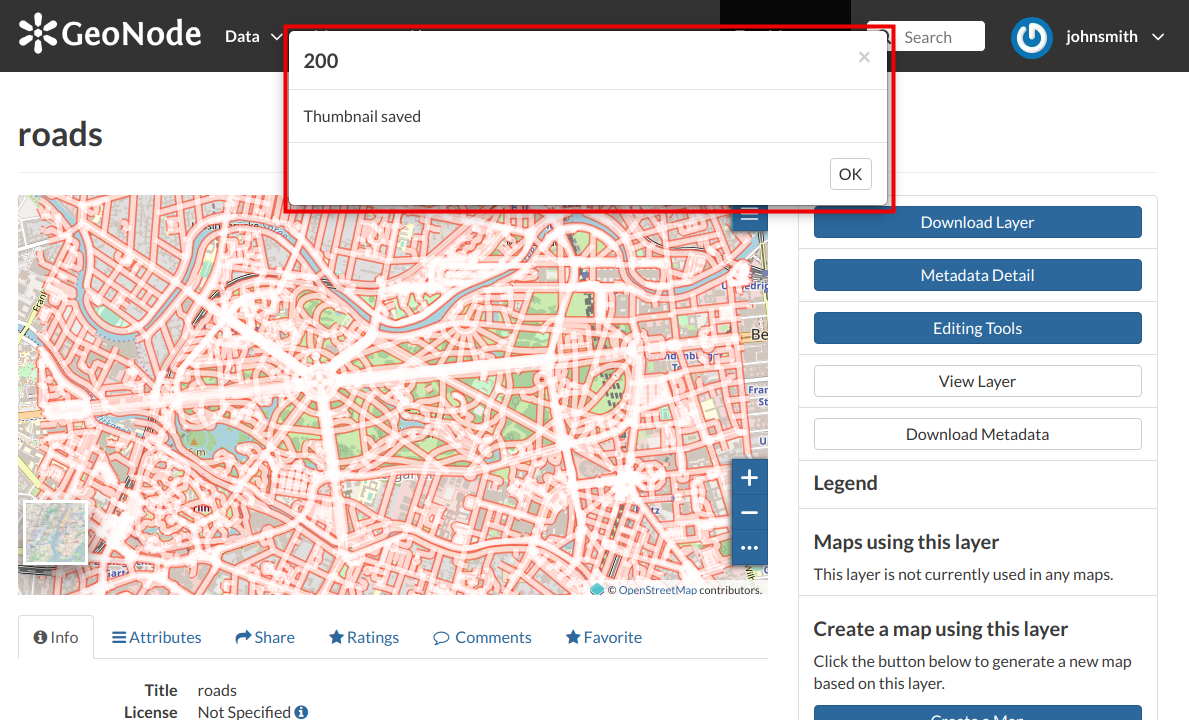 GeoNode
Data
Search
johnsmith
200
×
Thumbnail saved
OK
roads
Download Layer
Metadata Detail
Editing Tools
View Layer
Download Metadata
Legend
Maps using this layer
This layer is not currently used in any maps.
Create a map using this layer
Click the button below to generate a new map
based on this layer.
Create a Map
Be
© OpenStreetMap contributors.
Info
Attributes
Share
Ratings
Comments
Favorite
Title roads
License Not Specified